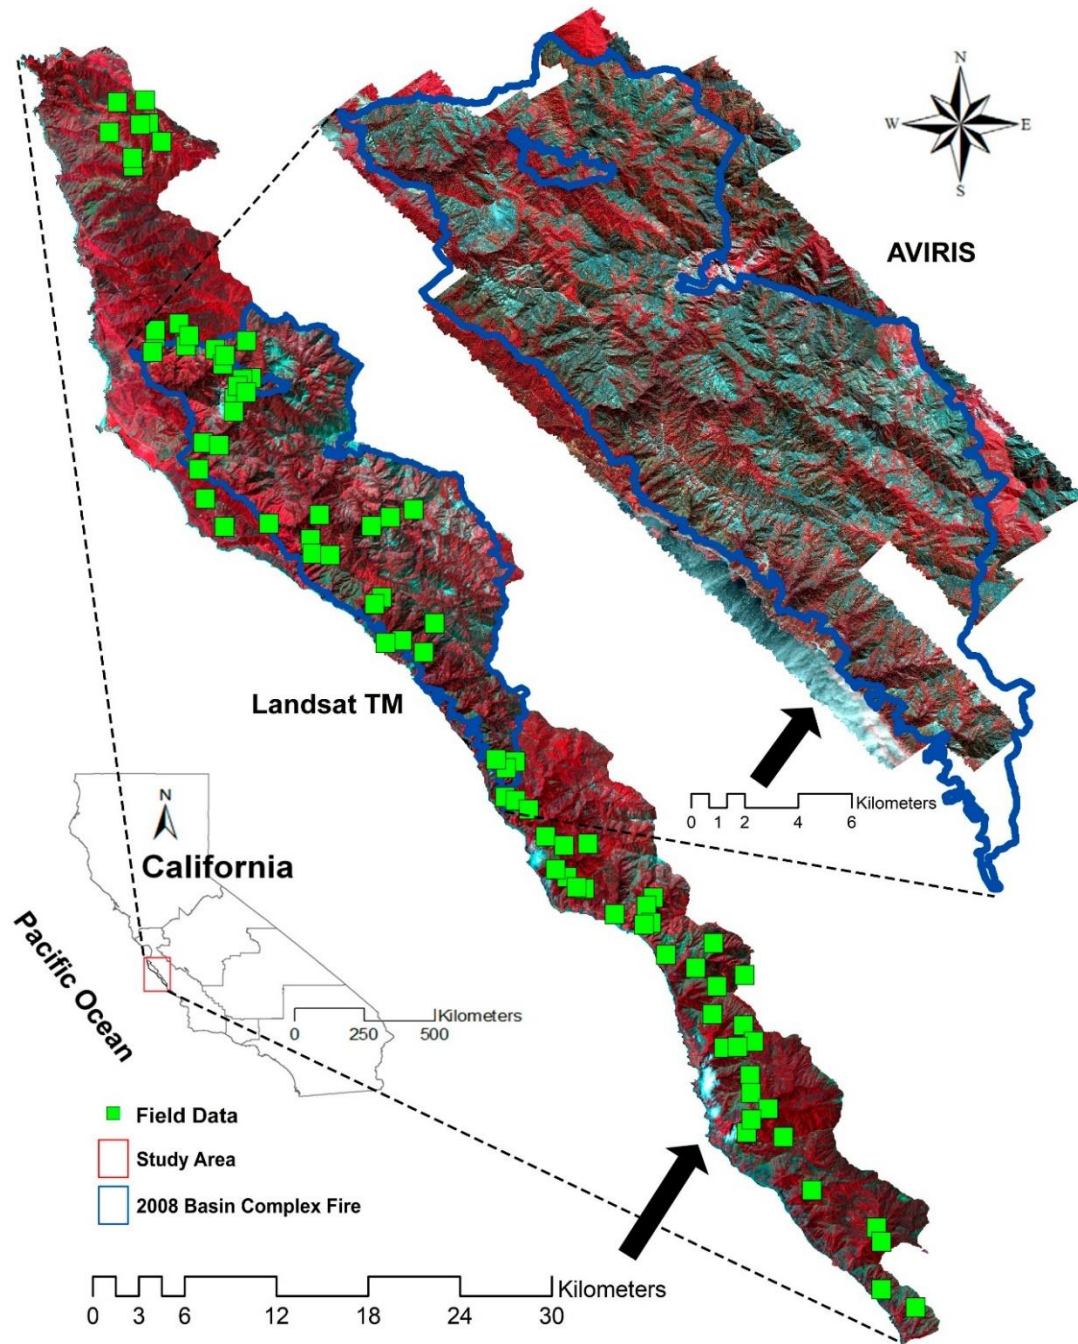 N
W E
S
AVIRIS
Landsat TM
Kilometers
0 1 2 4 6
N
California
Pacific Ocean
Kilometers
0 250 500
Field Data
Study Area
2008 Basin Complex Fire
Kilometers
0 3 6 12 18 24 30